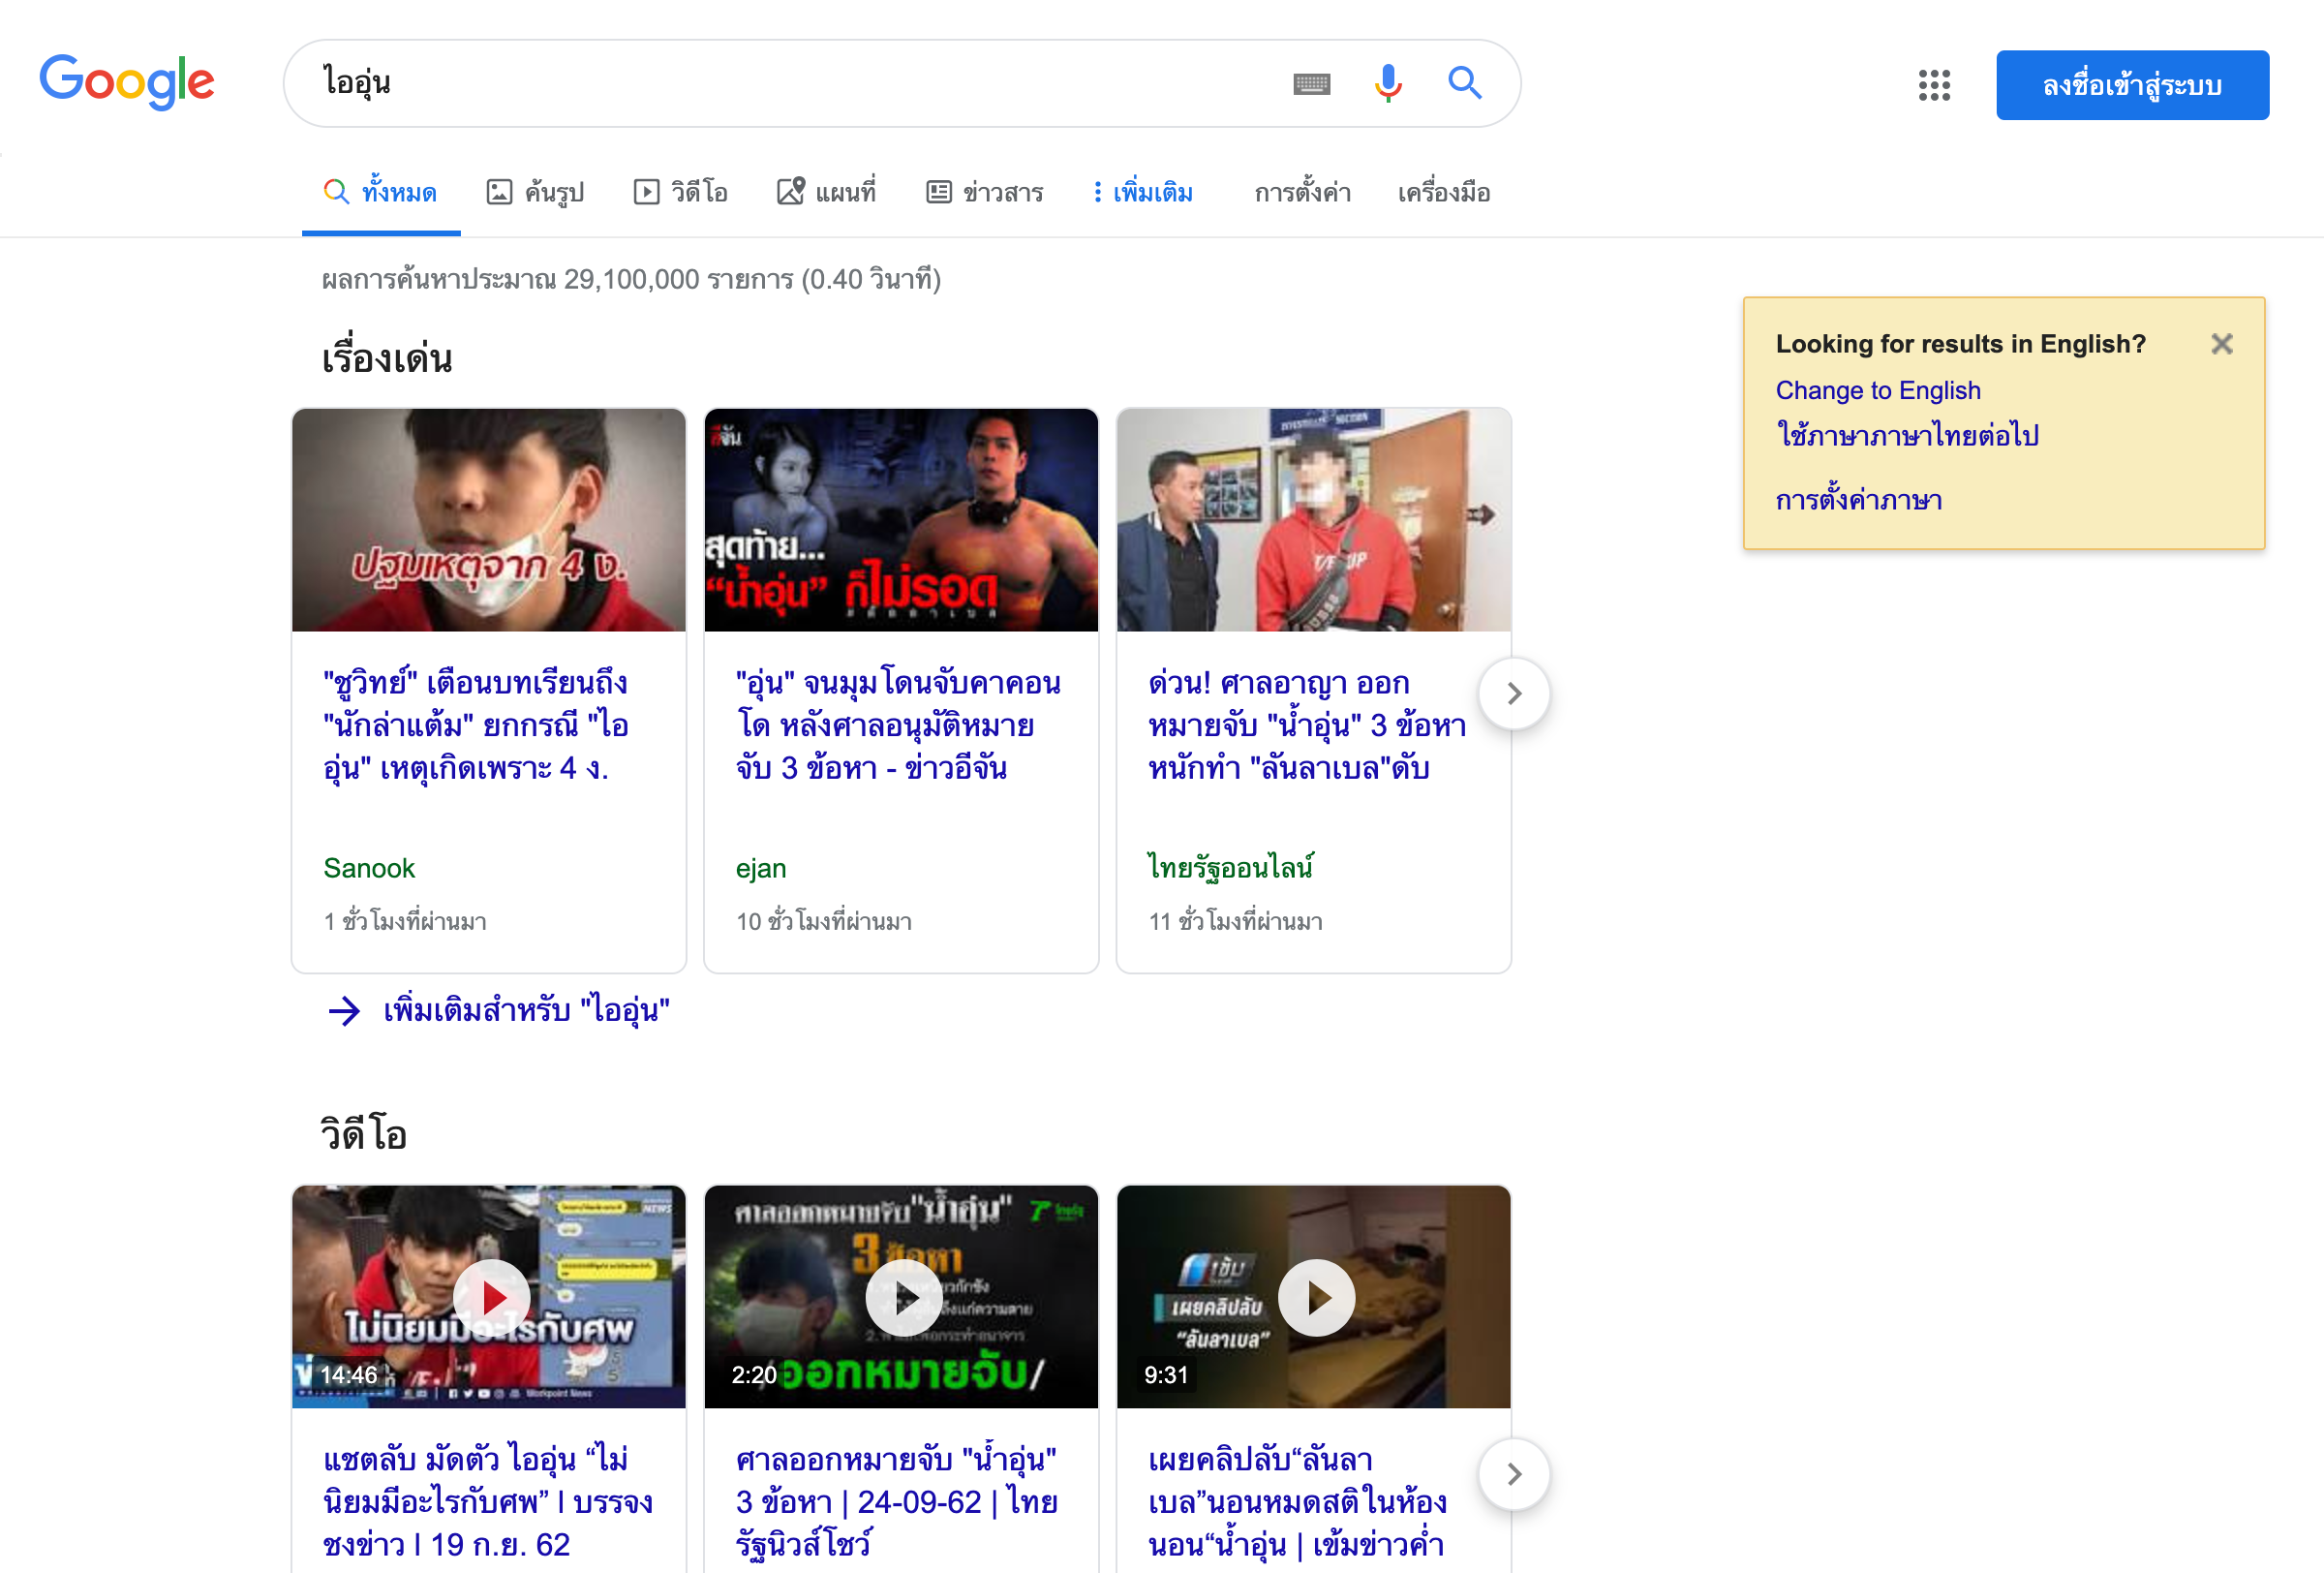 Google
ไออุ่น
ลงชื่อเข้าสู่ระบบ
ทั้งหมด ค้นรูป วิดีโอ แผนที่ ข่าวสาร เพิ่มเติม การตั้งค่า เครื่องมือ
ผลการค้นหาประมาณ 29,100,000 รายการ (0.40 วินาที)
Looking for results in English?
Change to English
ใช้ภาษาภาษาไทยต่อไป
การตั้งค่าภาษา
เรื่องเด่น
ปฐมเหตุจาก 4 ง.
"ชูวิทย์" เตือนบทเรียนถึง
"นักล่าแต้ม" ยกกรณี "ไอ
อุ่น" เหตุเกิดเพราะ 4 ง.
Sanook
1 ชั่วโมงที่ผ่านมา
อีจัน
สุดท้าย...
“น้ำอุ่น” ก็ไม่รอด
"อุ่น" จนมุมโดนจับคาคอน
โด หลังศาลอนุมัติหมาย
จับ 3 ข้อหา - ข่าวอีจัน
ejan
10 ชั่วโมงที่ผ่านมา
ด่วน! ศาลอาญา ออก
หมายจับ "น้ำอุ่น" 3 ข้อหา
หนักทำ "ลันลาเบล"ดับ
ไทยรัฐออนไลน์
11 ชั่วโมงที่ผ่านมา
เพิ่มเติมสำหรับ "ไออุ่น"
วิดีโอ
NEWS
ไม่นิยมมีอะไรกับศพ
14:46
Workpoint News
แชตลับ มัดตัว ไออุ่น “ไม่
นิยมมีอะไรกับศพ” l บรรจง
ชงข่าว l 19 ก.ย. 62
ศาลออกหมายจับ"น้ำอุ่น"
3 ข้อหา
2:20
ออกหมายจับ/
ศาลออกหมายจับ "น้ำอุ่น"
3 ข้อหา | 24-09-62 | ไทย
รัฐนิวส์โชว์
เข้ม
เผยคลิปลับ
“ลันลาเบล”
9:31
เผยคลิปลับ“ลันลา
เบล”นอนหมดสติในห้อง
นอน“น้ำอุ่น | เข้มข่าวค่ำ